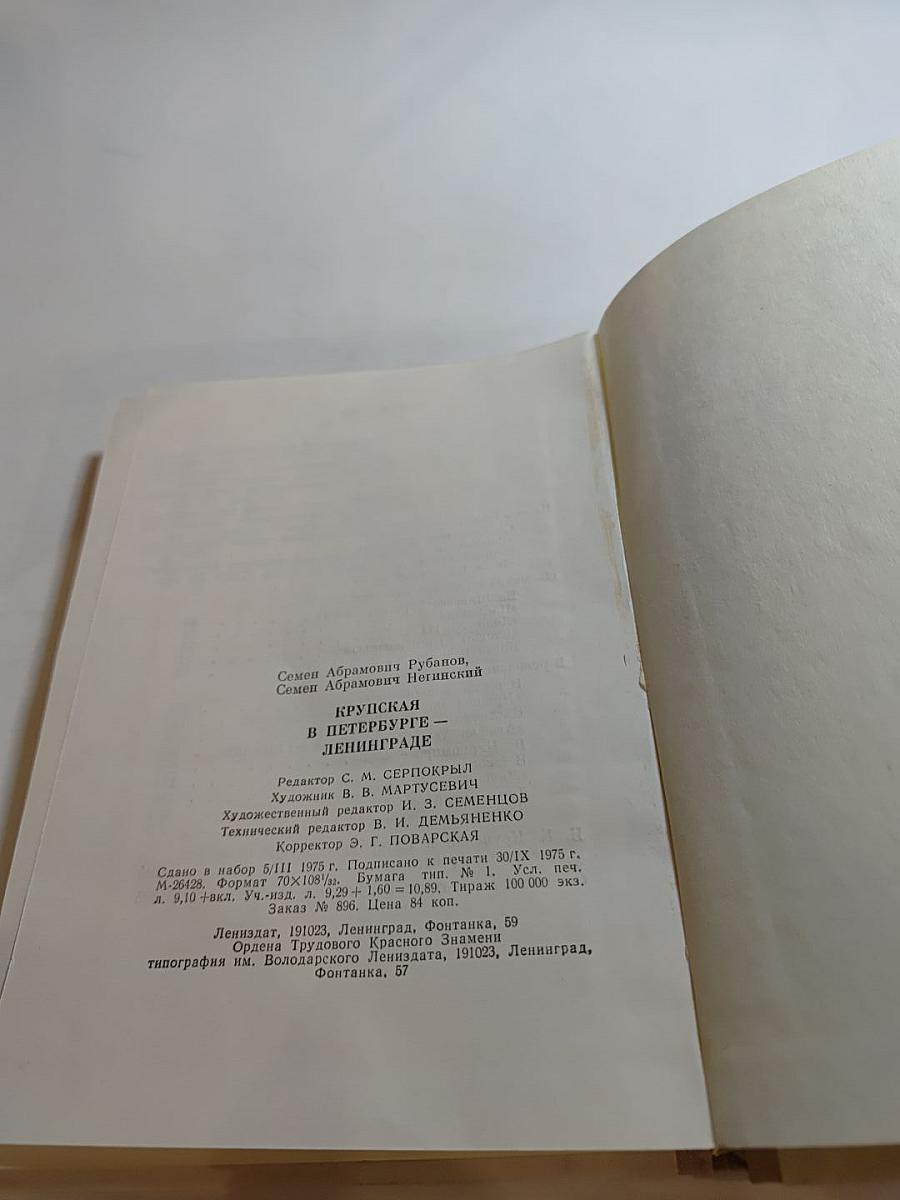 Семен Абрамович Рубанов,
Семен Абрамович Негинский
КРУПСКАЯ
В ПЕТЕРБУРГЕ —
ЛЕНИНГРАДЕ
Редактор С. М. СЕРПОКРЫЛ
Художник В. В. МАРТУСЕВИЧ
Художественный редактор И. З. СЕМЕНЦОВ
Технический редактор В. И. ДЕМЬЯНЕНКО
Корректор Э. Г. ПОВАРСКАЯ
Сдано в набор 5/III 1975 г. Подписано к печати 30/IX 1975 г.
М-26428. Формат 70×108¹/₃₂. Бумага тип. № 1. Усл. печ.
л. 9,10+вкл. Уч.-изд. л. 9,29+1,60=10,89. Тираж 100 000 экз.
Заказ № 896. Цена 84 коп.
Лениздат, 191023, Ленинград, Фонтанка, 59
Ордена Трудового Красного Знамени
типография им. Володарского Лениздата, 191023, Ленинград,
Фонтанка, 57